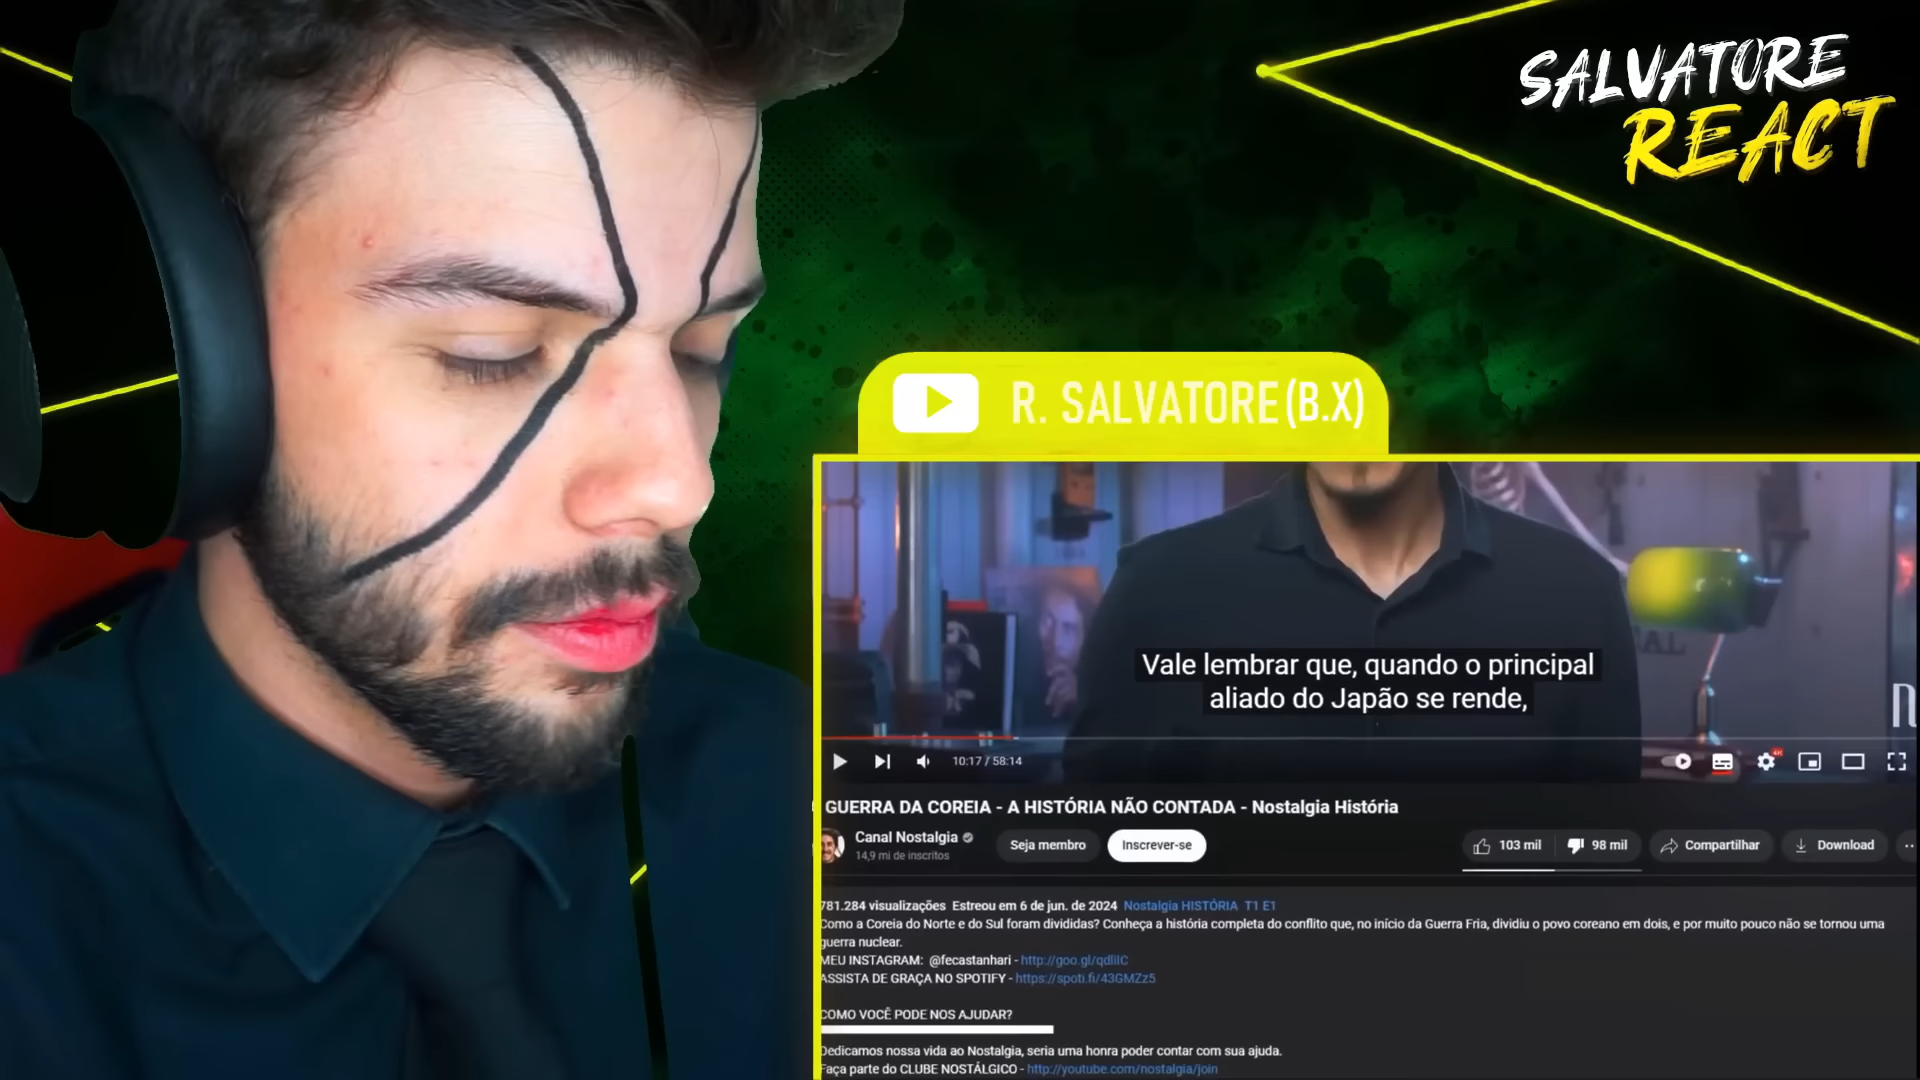 SALVATORE
REACT
R. SALVATORE (B.X)
Vale lembrar que, quando o principal
aliado do Japão se rende,
10:17 / 58:14
GUERRA DA COREIA - A HISTÓRIA NÃO CONTADA - Nostalgia História
Canal Nostalgia
14,9 mi de inscritos
Seja membro
Inscrever-se
103 mil
98 mil
Compartilhar
Download
781.284 visualizações Estreou em 6 de jun. de 2024 Nostalgia HISTÓRIA T1 E1
Como a Coreia do Norte e do Sul foram divididas? Conheça a história completa do conflito que, no início da Guerra Fria, dividiu o povo coreano em dois, e por muito pouco não se tornou uma
guerra nuclear.
MEU INSTAGRAM: @fecastanhari - http://goo.gl/qdliIC
ASSISTA DE GRAÇA NO SPOTIFY - https://spoti.fi/43GMZz5
COMO VOCÊ PODE NOS AJUDAR?
Dedicamos nossa vida ao Nostalgia, seria uma honra poder contar com sua ajuda.
Faça parte do CLUBE NOSTÁLGICO - http://youtube.com/nostalgia/join